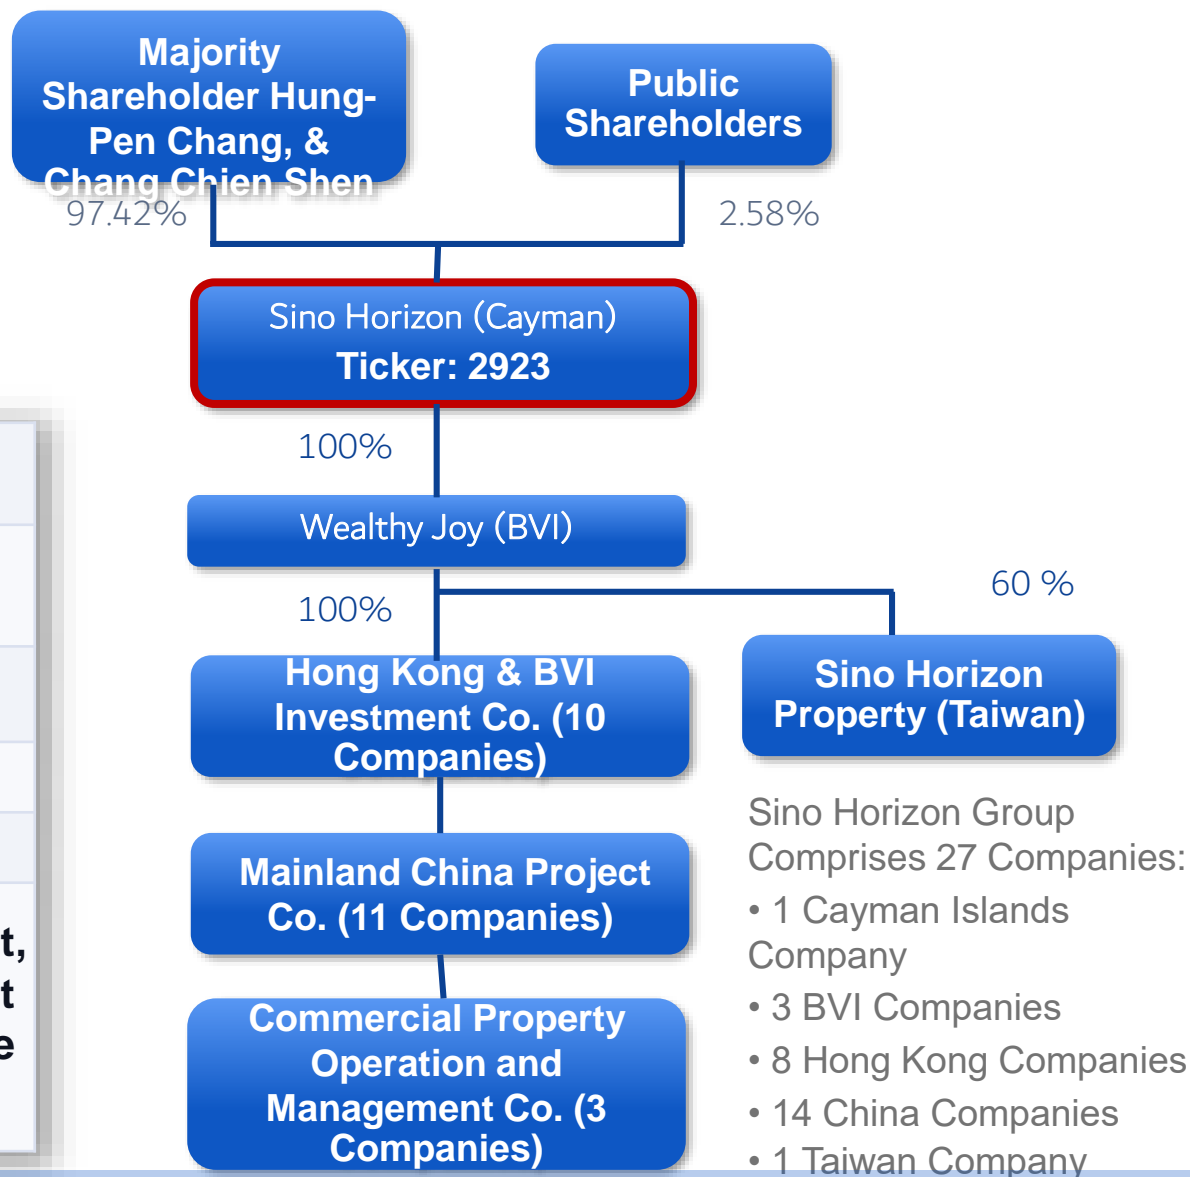 Majority
Shareholder Hung-
Pen Chang, &
Chang Chien Shen
Public
Shareholders
97.42%
2.58%
Sino Horizon (Cayman)
Ticker: 2923
100%
Wealthy Joy (BVI)
100%
60 %
Hong Kong & BVI
Investment Co. (10
Companies)
Sino Horizon
Property (Taiwan)
Mainland China Project
Co. (11 Companies)
Commercial Property
Operation and
Management Co. (3
Companies)
Sino Horizon Group
Comprises 27 Companies:
• 1 Cayman Islands
Company
• 3 BVI Companies
• 8 Hong Kong Companies
• 14 China Companies
• 1 Taiwan Company